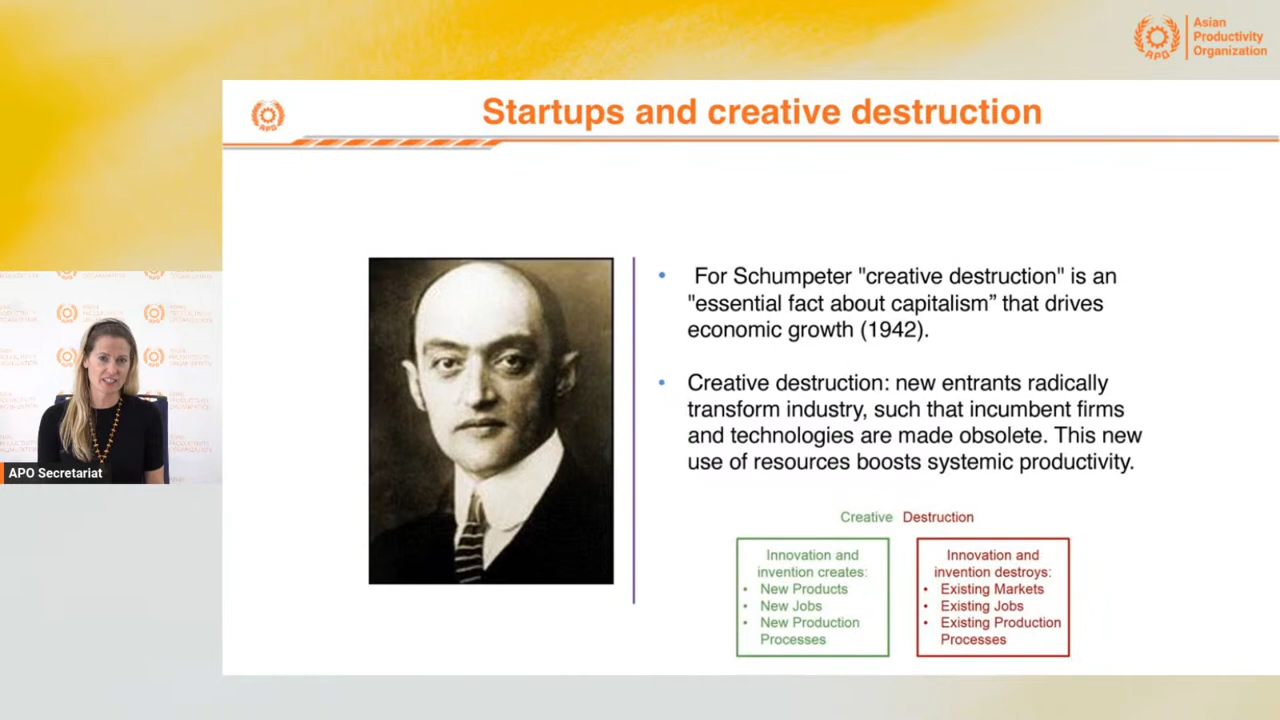 Asian
Productivity
Organization
APO
Startups and creative destruction
• For Schumpeter "creative destruction" is an
"essential fact about capitalism” that drives
economic growth (1942).
• Creative destruction: new entrants radically
transform industry, such that incumbent firms
and technologies are made obsolete. This new
use of resources boosts systemic productivity.
Creative Destruction
Innovation and
invention creates:
• New Products
• New Jobs
• New Production
Processes
Innovation and
invention destroys:
• Existing Markets
• Existing Jobs
• Existing Production
Processes
APO Secretariat